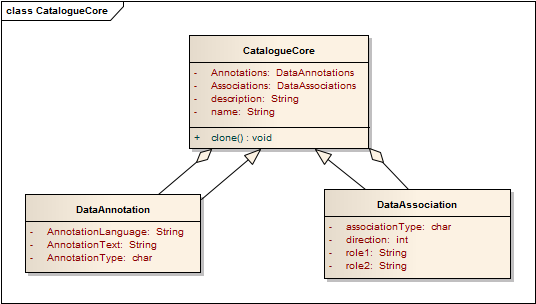 class CatalogueCore
CatalogueCore
- Annotations: DataAnnotations
- Associations: DataAssociations
- description: String
- name: String
+ clone() : void
DataAnnotation
- AnnotationLanguage: String
- AnnotationText: String
- AnnotationType: char
DataAssociation
- associationType: char
- direction: int
- role1: String
- role2: String